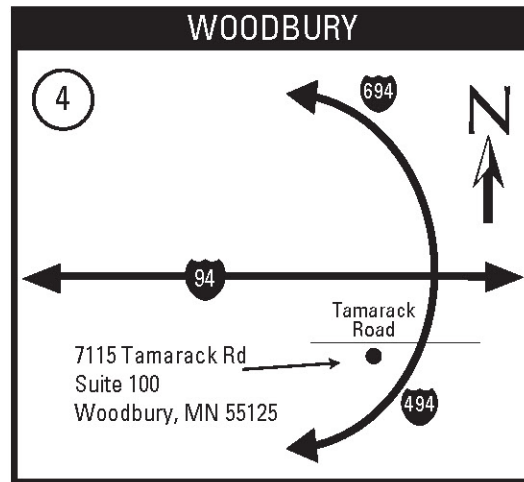 WOODBURY
4
694
N
94
Tamarack
Road
7115 Tamarack Rd
Suite 100
Woodbury, MN 55125
494